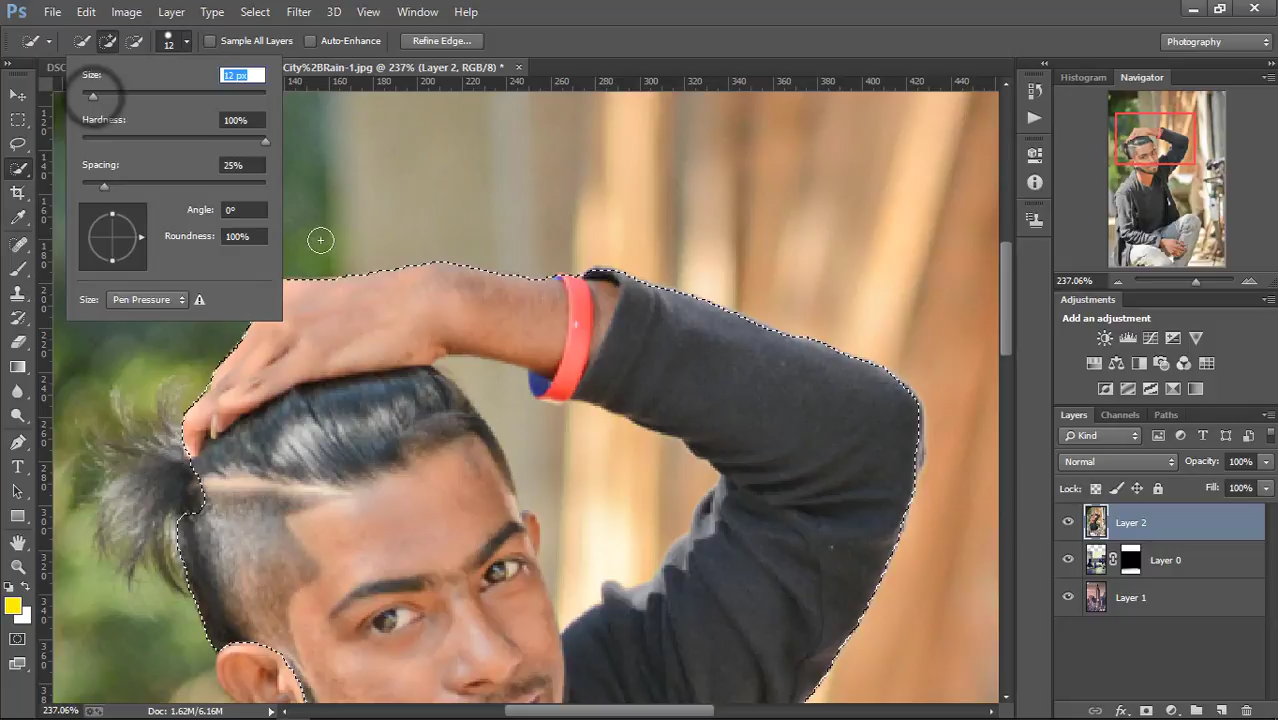 Ps File Edit Image Layer Type Select Filter 3D View Window Help
12 Sample All Layers Auto-Enhance Refine Edge... Photography
DSC City%2BRain-1.jpg @ 237% (Layer 2, RGB/8) * ×
140 160 180 200 220 240 260 280 300 320 340 360 380 400
Size: 12 px
Hardness: 100%
Spacing: 25%
Angle: 0°
Roundness: 100%
Size: Pen Pressure
Histogram Navigator
237.06%
Adjustments
Add an adjustment
Layers Channels Paths
Kind
Normal Opacity: 100%
Lock: Fill: 100%
Layer 2
Layer 0
Layer 1
237.06% Doc: 1.62M/6.16M